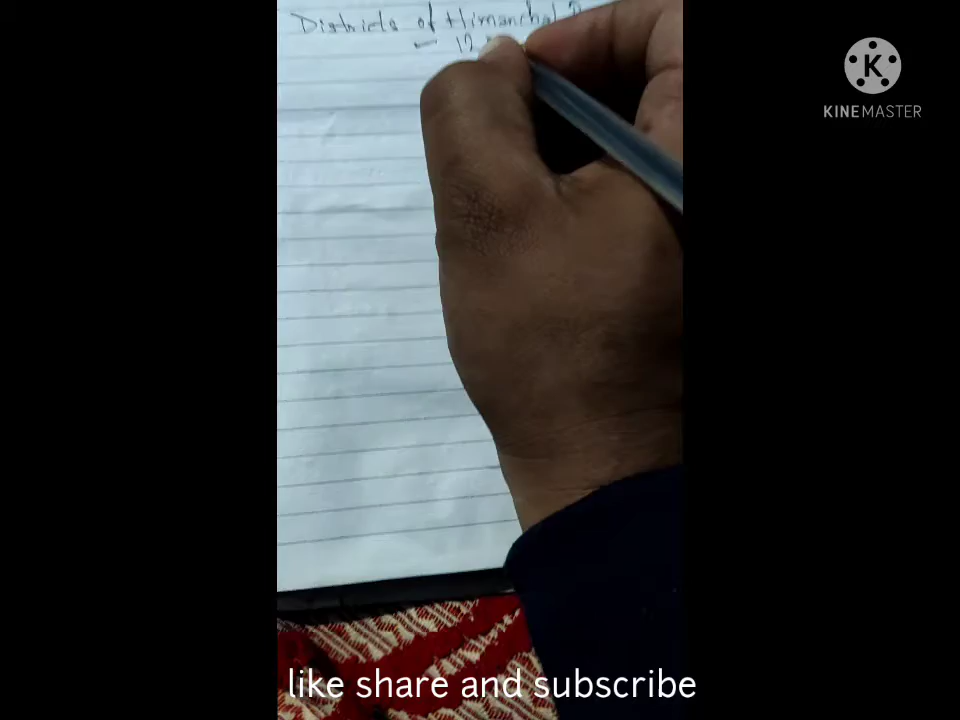 Districts of Himanchal P
— 12
K
KINEMASTER
like share and subscribe